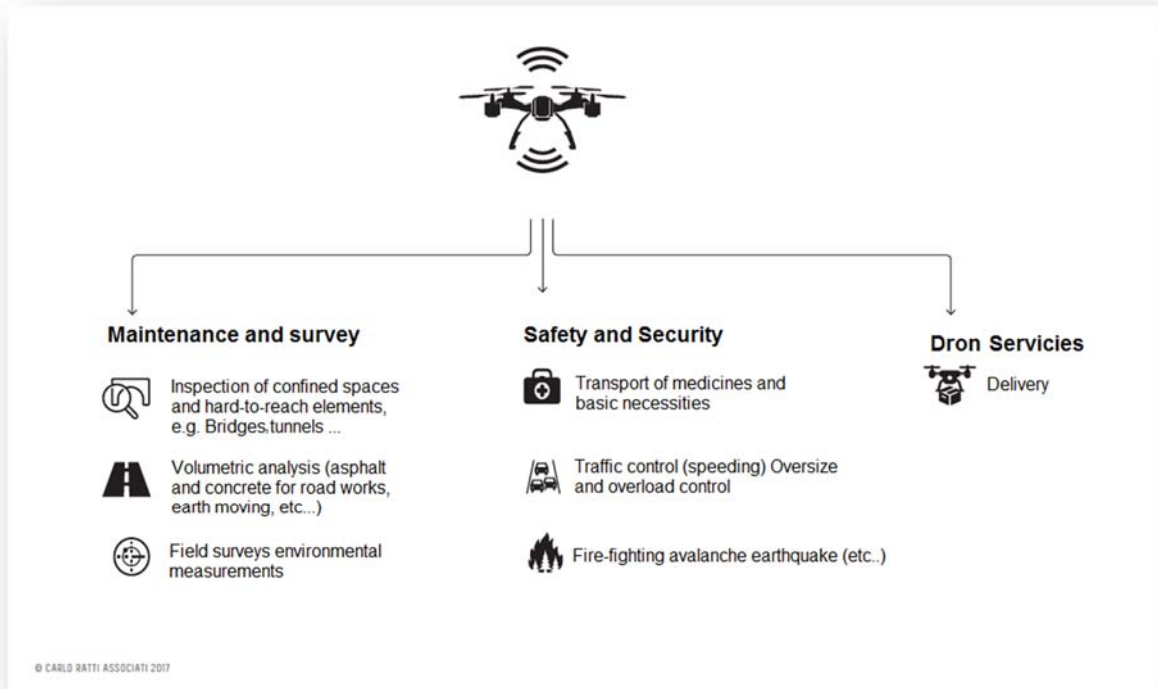 Maintenance and survey
Inspection of confined spaces
and hard-to-reach elements,
e.g. Bridges,tunnels ...
Volumetric analysis (asphalt
and concrete for road works,
earth moving, etc...)
Field surveys environmental
measurements
Safety and Security
Transport of medicines and
basic necessities
Traffic control (speeding) Oversize
and overload control
Fire-fighting avalanche earthquake (etc..)
Dron Servicies
Delivery
© CARLO RATTI ASSOCIATI 2017